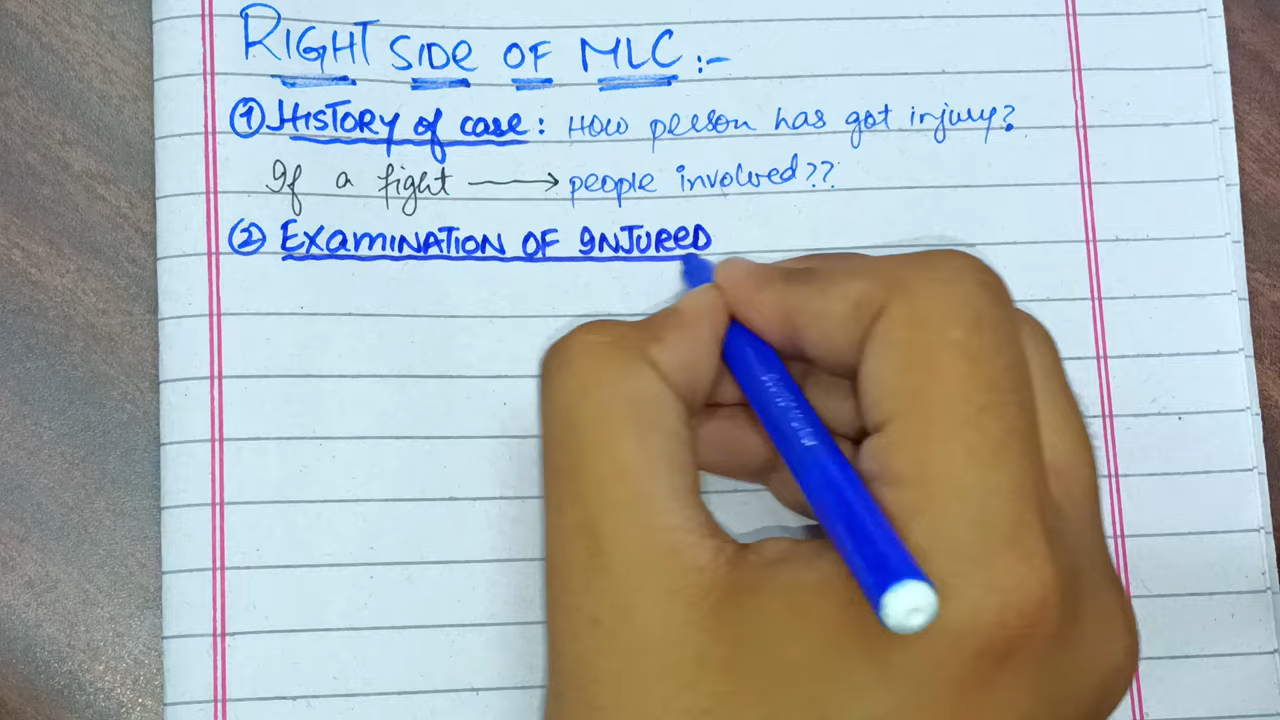 RIGHT SIDE OF MLC :-
① HISTORY of case : How person has got injury?
If a fight ⟶ people involved??
② EXAMINATION OF INJURED